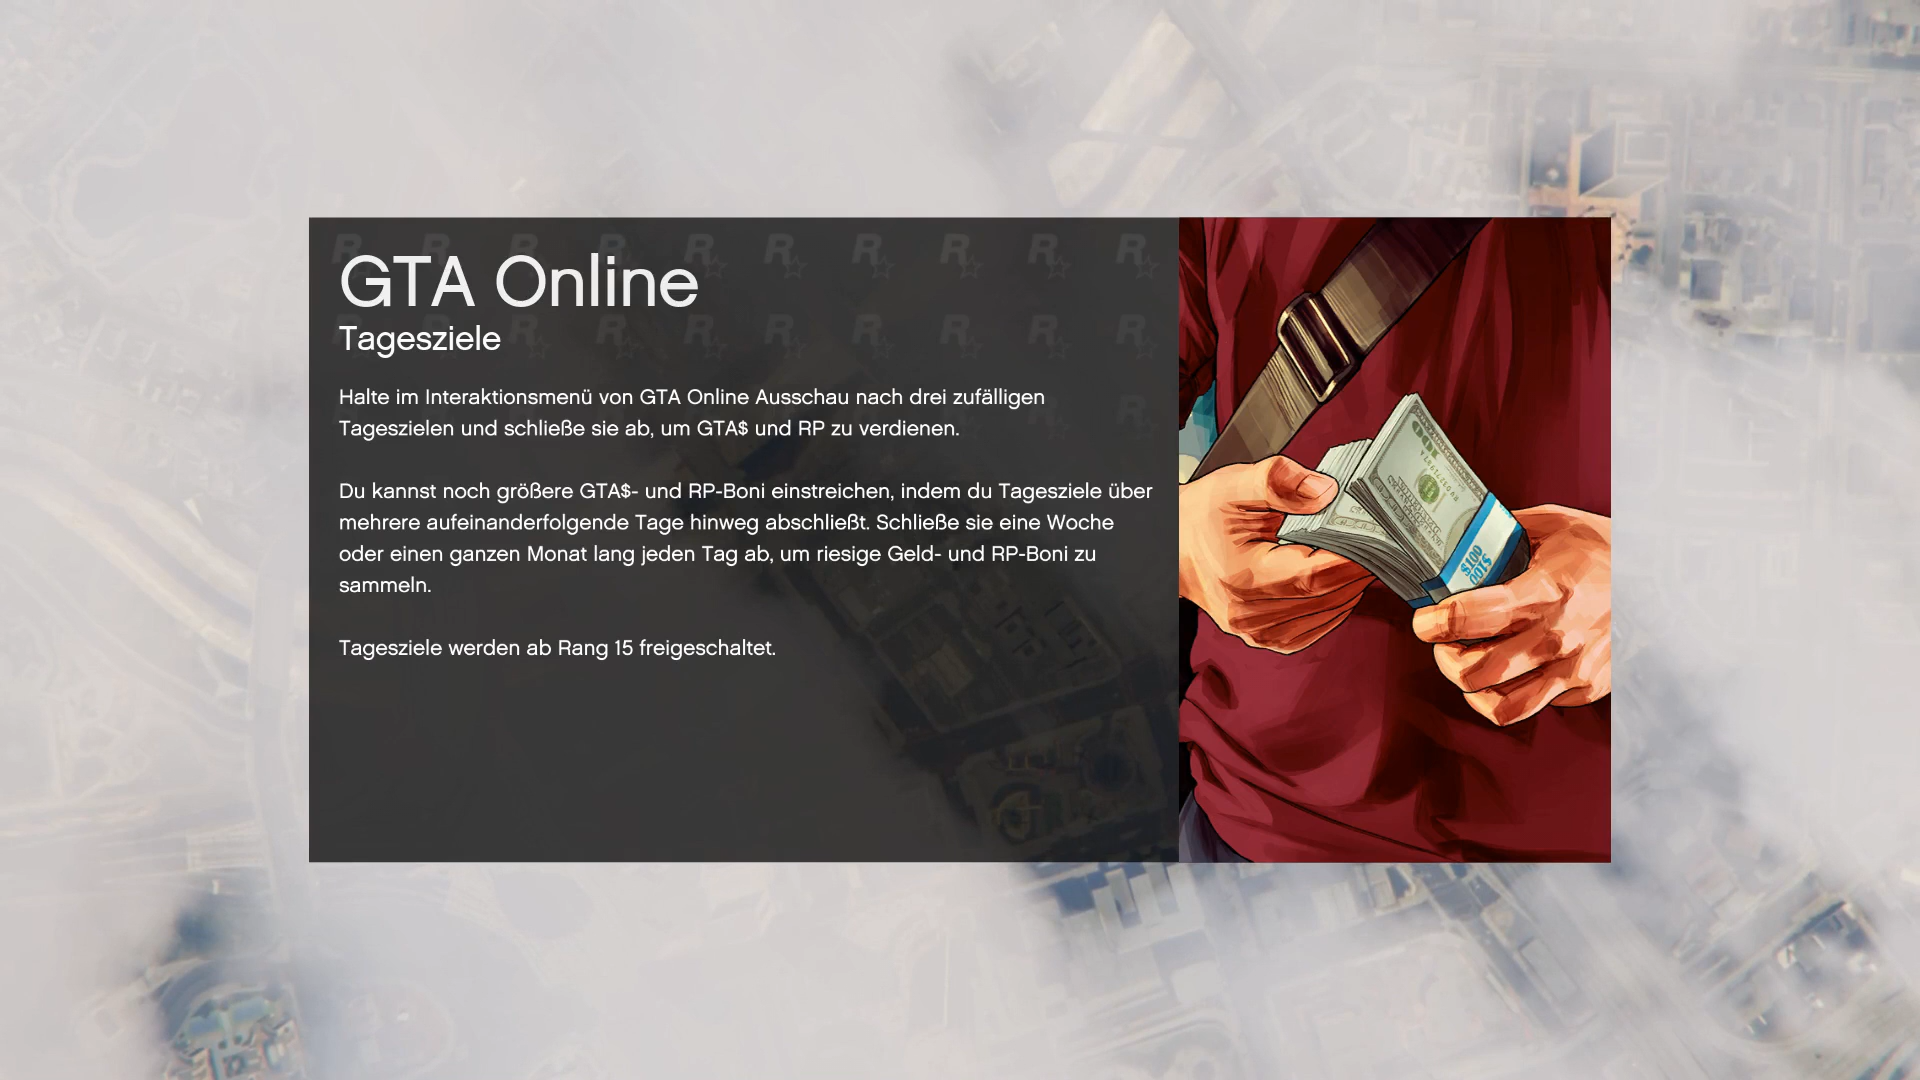 GTA Online
Tagesziele
Halte im Interaktionsmenü von GTA Online Ausschau nach drei zufälligen
Tageszielen und schließe sie ab, um GTA$ und RP zu verdienen.
Du kannst noch größere GTA$- und RP-Boni einstreichen, indem du Tagesziele über
mehrere aufeinanderfolgende Tage hinweg abschließt. Schließe sie eine Woche
oder einen ganzen Monat lang jeden Tag ab, um riesige Geld- und RP-Boni zu
sammeln.
Tagesziele werden ab Rang 15 freigeschaltet.